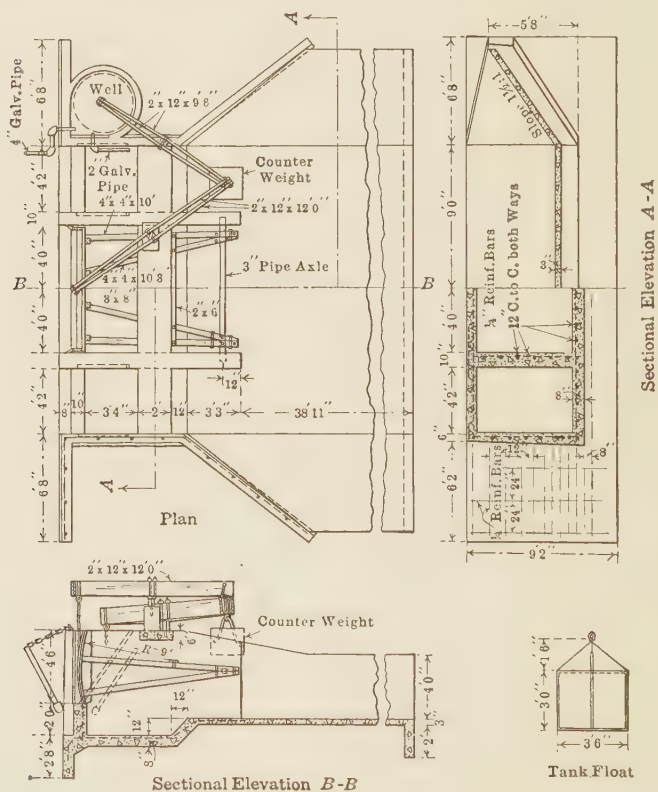 A
6'8"
4" Galv. Pipe
Well
2"x12"x9'8"
2" Galv. Pipe
4"x4"x10'
Counter Weight
2"x12"x12'0"
4'2"
10"
4'0"
B
4"x4"x10'8"
8"x8"
3" Pipe Axle
2"x6"
B
4'0"
12"
4'2"
8"
10"
3'4"
2'
12"
3'3"
38'11"
6'8"
A
Plan
5'8"
6'8"
Slope 1½:1
9'0"
3"
¼" Reinf. Bars
12" C. to C. both Ways
4'0"
10"
4'2"
8"
6"
6'2"
¼" Reinf. Bars
24"
24"
8"
9'2"
Sectional Elevation A-A
2"x12"x12'0"
Counter Weight
6"
R=9'
4'6"
2'0"
2'8"
12"
12"
8"
4'0"
3"
2'
Sectional Elevation B-B
1'6"
3'0"
3'6"
Tank Float